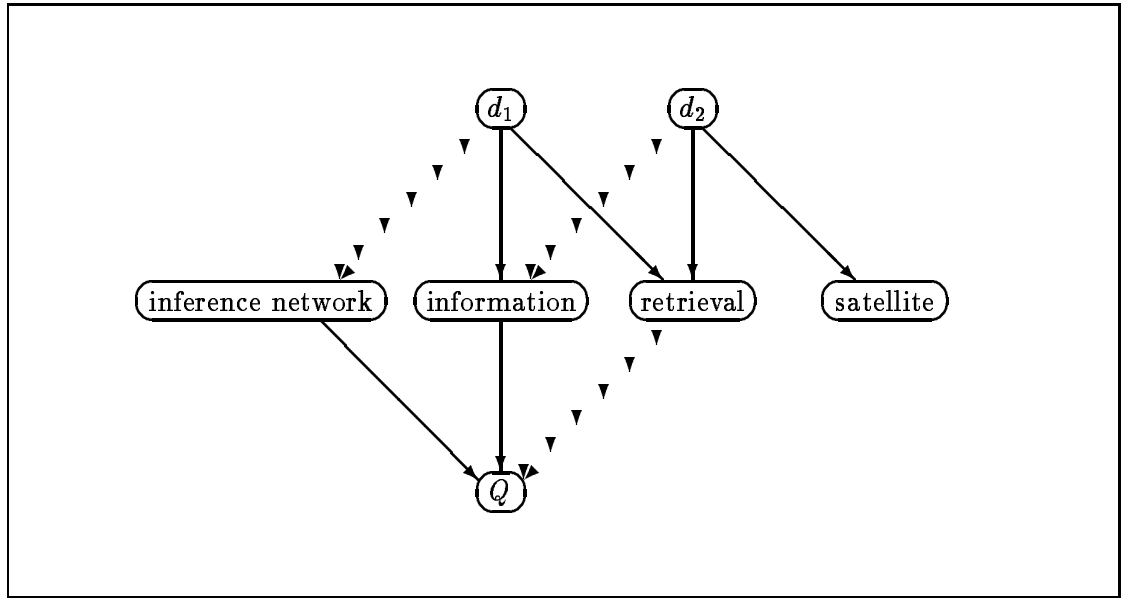 d1 d2
inference network information retrieval satellite
Q